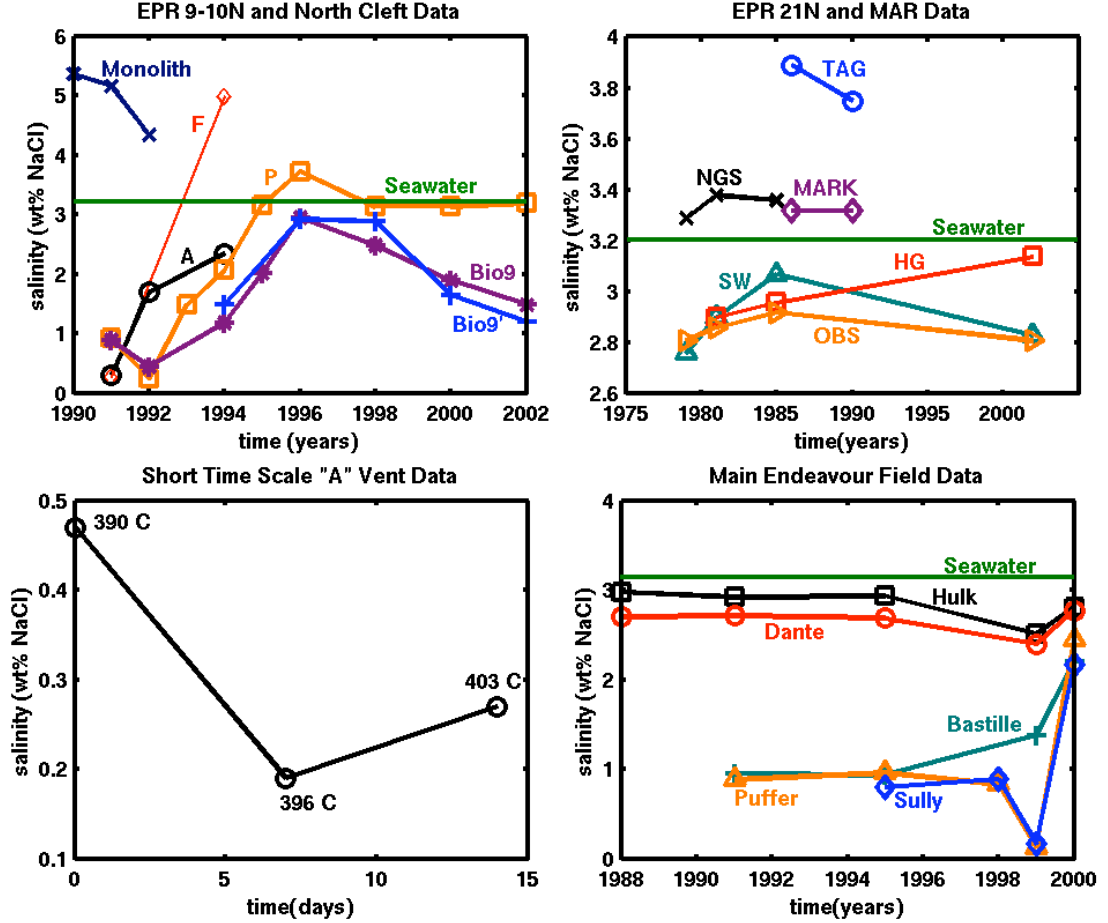 EPR 9-10N and North Cleft Data
salinity (wt% NaCl)
6
5
4
3
2
1
0
Monolith
F
P
Seawater
A
Bio9
Bio9'
1990 1992 1994 1996 1998 2000 2002
time (years)
EPR 21N and MAR Data
salinity (wt% NaCl)
4
3.8
3.6
3.4
3.2
3
2.8
2.6
TAG
NGS
MARK
Seawater
HG
SW
OBS
1975 1980 1985 1990 1995 2000
time(years)
Short Time Scale "A" Vent Data
salinity (wt% NaCl)
0.5
0.4
0.3
0.2
0.1
390 C
403 C
396 C
0 5 10 15
time(days)
Main Endeavour Field Data
salinity (wt% NaCl)
4
3
2
1
0
Seawater
Hulk
Dante
Bastille
Puffer
Sully
1988 1990 1992 1994 1996 1998 2000
time(years)